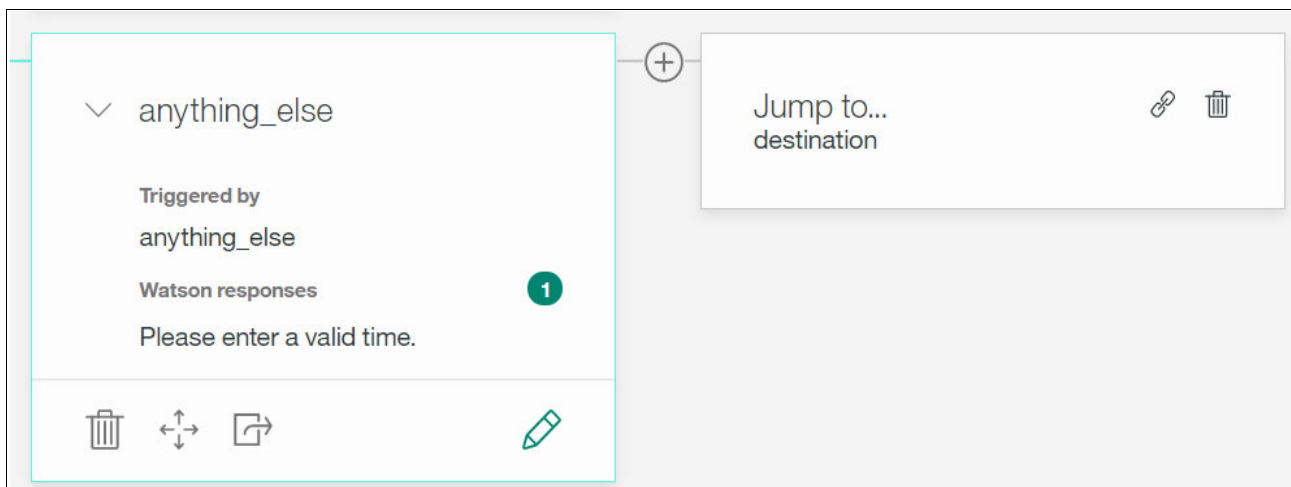 anything_else
Triggered by
anything_else
Watson responses
1
Please enter a valid time.
Jump to...
destination